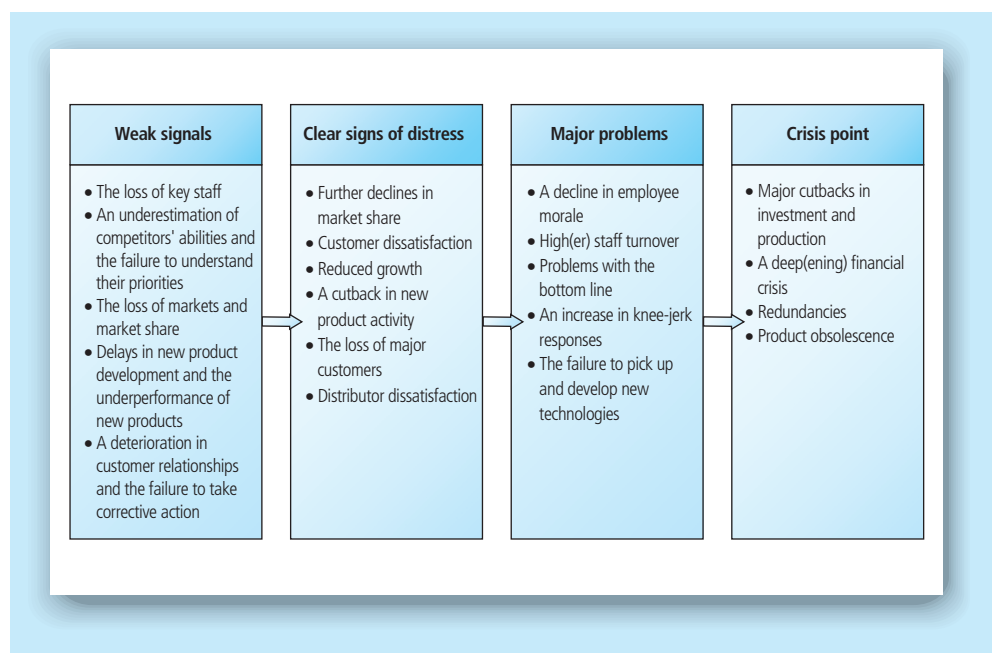 Weak signals
• The loss of key staff
• An underestimation of
competitors' abilities and
the failure to understand
their priorities
• The loss of markets and
market share
• Delays in new product
development and the
underperformance of
new products
• A deterioration in
customer relationships
and the failure to take
corrective action
Clear signs of distress
• Further declines in
market share
• Customer dissatisfaction
• Reduced growth
• A cutback in new
product activity
• The loss of major
customers
• Distributor dissatisfaction
Major problems
• A decline in employee
morale
• High(er) staff turnover
• Problems with the
bottom line
• An increase in knee-jerk
responses
• The failure to pick up
and develop new
technologies
Crisis point
• Major cutbacks in
investment and
production
• A deep(ening) financial
crisis
• Redundancies
• Product obsolescence